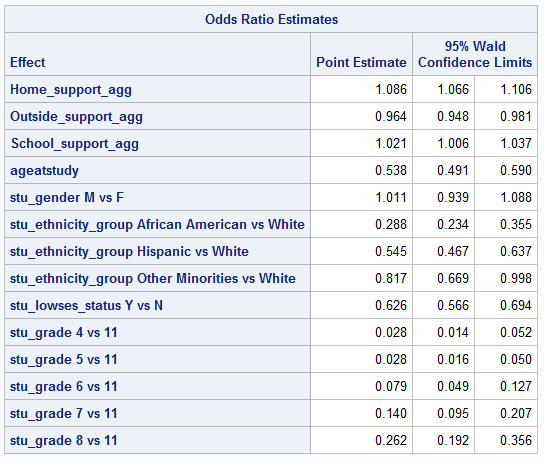 Odds Ratio Estimates
Effect Point Estimate 95% Wald Confidence Limits
Home_support_agg 1.086 1.066 1.106
Outside_support_agg 0.964 0.948 0.981
School_support_agg 1.021 1.006 1.037
ageatstudy 0.538 0.491 0.590
stu_gender M vs F 1.011 0.939 1.088
stu_ethnicity_group African American vs White 0.288 0.234 0.355
stu_ethnicity_group Hispanic vs White 0.545 0.467 0.637
stu_ethnicity_group Other Minorities vs White 0.817 0.669 0.998
stu_lowses_status Y vs N 0.626 0.566 0.694
stu_grade 4 vs 11 0.028 0.014 0.052
stu_grade 5 vs 11 0.028 0.016 0.050
stu_grade 6 vs 11 0.079 0.049 0.127
stu_grade 7 vs 11 0.140 0.095 0.207
stu_grade 8 vs 11 0.262 0.192 0.356